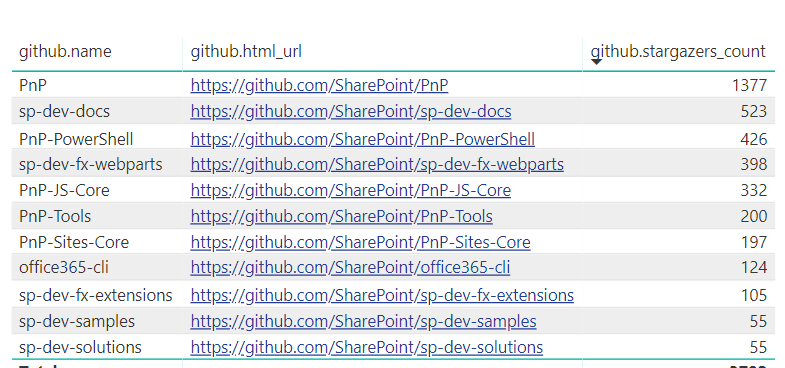 github.name github.html_url github.stargazers_count
PnP https://github.com/SharePoint/PnP 1377
sp-dev-docs https://github.com/SharePoint/sp-dev-docs 523
PnP-PowerShell https://github.com/SharePoint/PnP-PowerShell 426
sp-dev-fx-webparts https://github.com/SharePoint/sp-dev-fx-webparts 398
PnP-JS-Core https://github.com/SharePoint/PnP-JS-Core 332
PnP-Tools https://github.com/SharePoint/PnP-Tools 200
PnP-Sites-Core https://github.com/SharePoint/PnP-Sites-Core 197
office365-cli https://github.com/SharePoint/office365-cli 124
sp-dev-fx-extensions https://github.com/SharePoint/sp-dev-fx-extensions 105
sp-dev-samples https://github.com/SharePoint/sp-dev-samples 55
sp-dev-solutions https://github.com/SharePoint/sp-dev-solutions 55